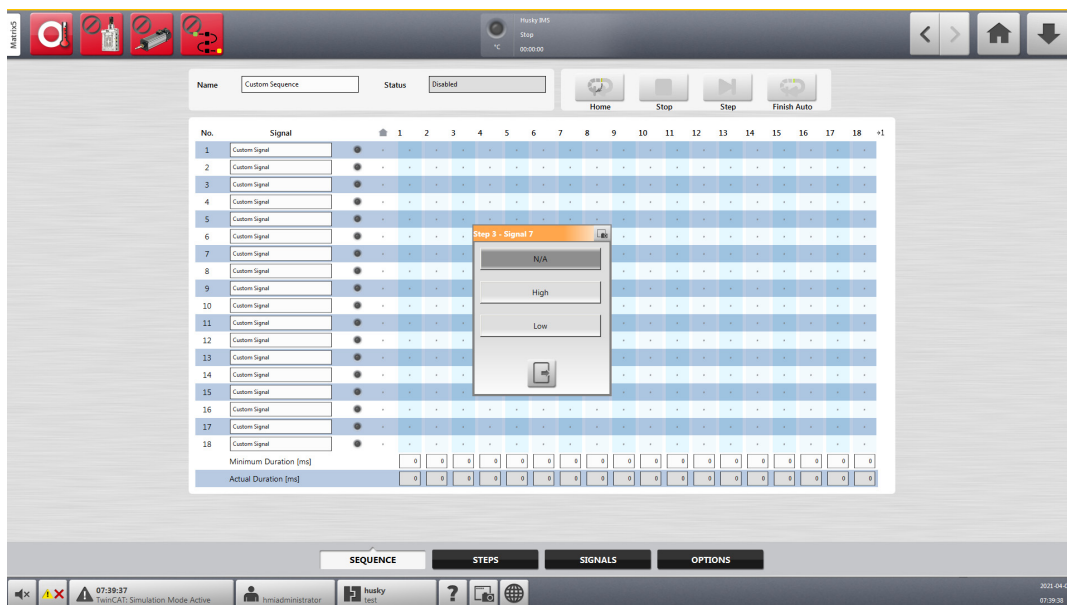 Matrix5
Husky IMS
Stop
°C 00:00:00
Name Custom Sequence Status Disabled
Home Stop Step Finish Auto
No. Signal 1 2 3 4 5 6 7 8 9 10 11 12 13 14 15 16 17 18 +1
1 Custom Signal
2 Custom Signal
3 Custom Signal
4 Custom Signal
5 Custom Signal
6 Custom Signal
7 Custom Signal
8 Custom Signal
9 Custom Signal
10 Custom Signal
11 Custom Signal
12 Custom Signal
13 Custom Signal
14 Custom Signal
15 Custom Signal
16 Custom Signal
17 Custom Signal
18 Custom Signal
Step 3 - Signal 7
N/A
High
Low
Minimum Duration [ms] 0 0 0 0 0 0 0 0 0 0 0 0 0 0 0 0 0 0
Actual Duration [ms] 0 0 0 0 0 0 0 0 0 0 0 0 0 0 0 0 0 0
SEQUENCE STEPS SIGNALS OPTIONS
07:39:37
TwinCAT: Simulation Mode Active
hmiadministrator
husky
test
?
2021-04-0
07:39:38